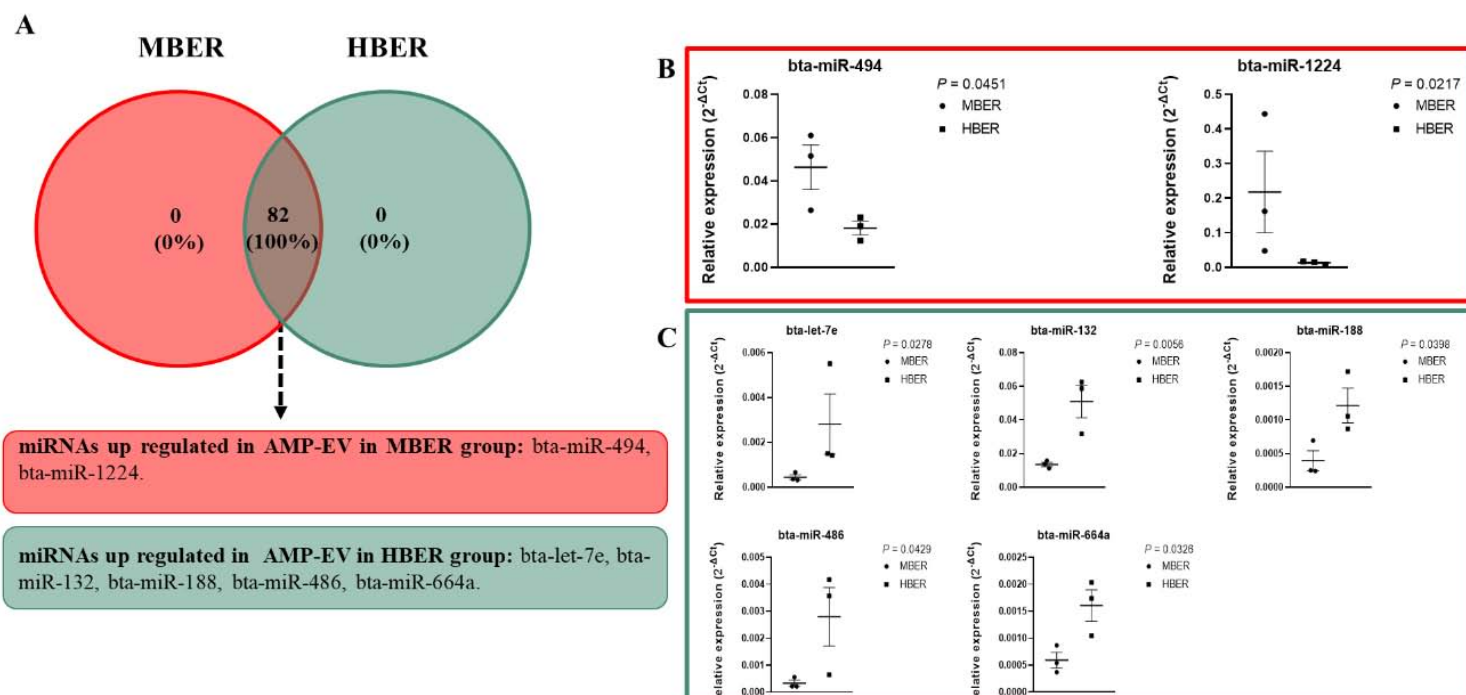 A
MBER HBER
0
(0%)
82
(100%)
0
(0%)
miRNAs up regulated in AMP-EV in MBER group: bta-miR-494,
bta-miR-1224.
miRNAs up regulated in AMP-EV in HBER group: bta-let-7e, bta-
miR-132, bta-miR-188, bta-miR-486, bta-miR-664a.
B
bta-miR-494
P = 0.0451
MBER
HBER
Relative expression (2-ΔCt)
0.08
0.06
0.04
0.02
0.00
bta-miR-1224
P = 0.0217
MBER
HBER
Relative expression (2-ΔCt)
0.5
0.4
0.3
0.2
0.1
0.0
C
bta-let-7e
P = 0.0278
MBER
HBER
Relative expression (2-ΔCt)
0.006
0.004
0.002
0.000
bta-miR-132
P = 0.0056
MBER
HBER
Relative expression (2-ΔCt)
0.08
0.06
0.04
0.02
0.00
bta-miR-188
P = 0.0398
MBER
HBER
Relative expression (2-ΔCt)
0.0020
0.0015
0.0010
0.0005
0.0000
bta-miR-486
P = 0.0429
MBER
HBER
Relative expression (2-ΔCt)
0.005
0.004
0.003
0.002
0.001
0.000
bta-miR-664a
P = 0.0326
MBER
HBER
Relative expression (2-ΔCt)
0.0025
0.0020
0.0015
0.0010
0.0005
0.0000